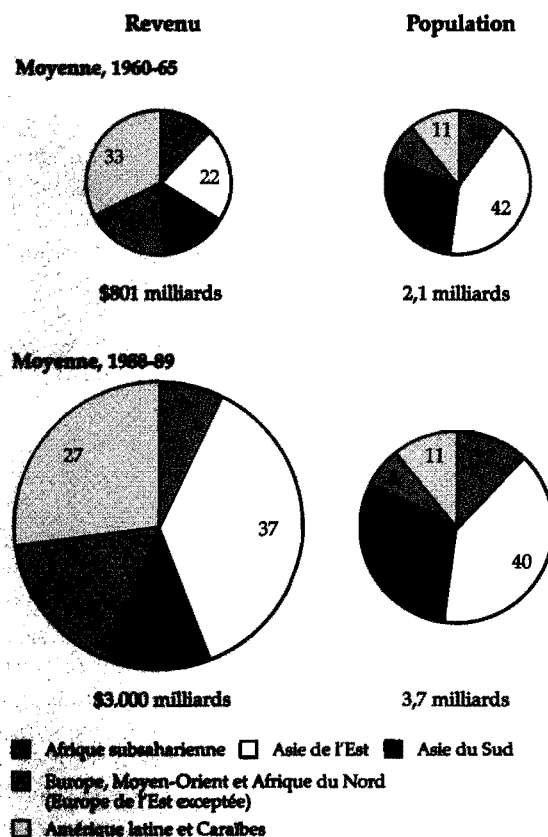 Revenu Population
Moyenne, 1960-65
33 22 11 42
$801 milliards 2,1 milliards
Moyenne, 1988-89
27 37 11 40
$3.000 milliards 3,7 milliards
Afrique subsaharienne Asie de l'Est Asie du Sud
Europe, Moyen-Orient et Afrique du Nord
(Europe de l'Est exceptée)
Amérique latine et Caraïbes